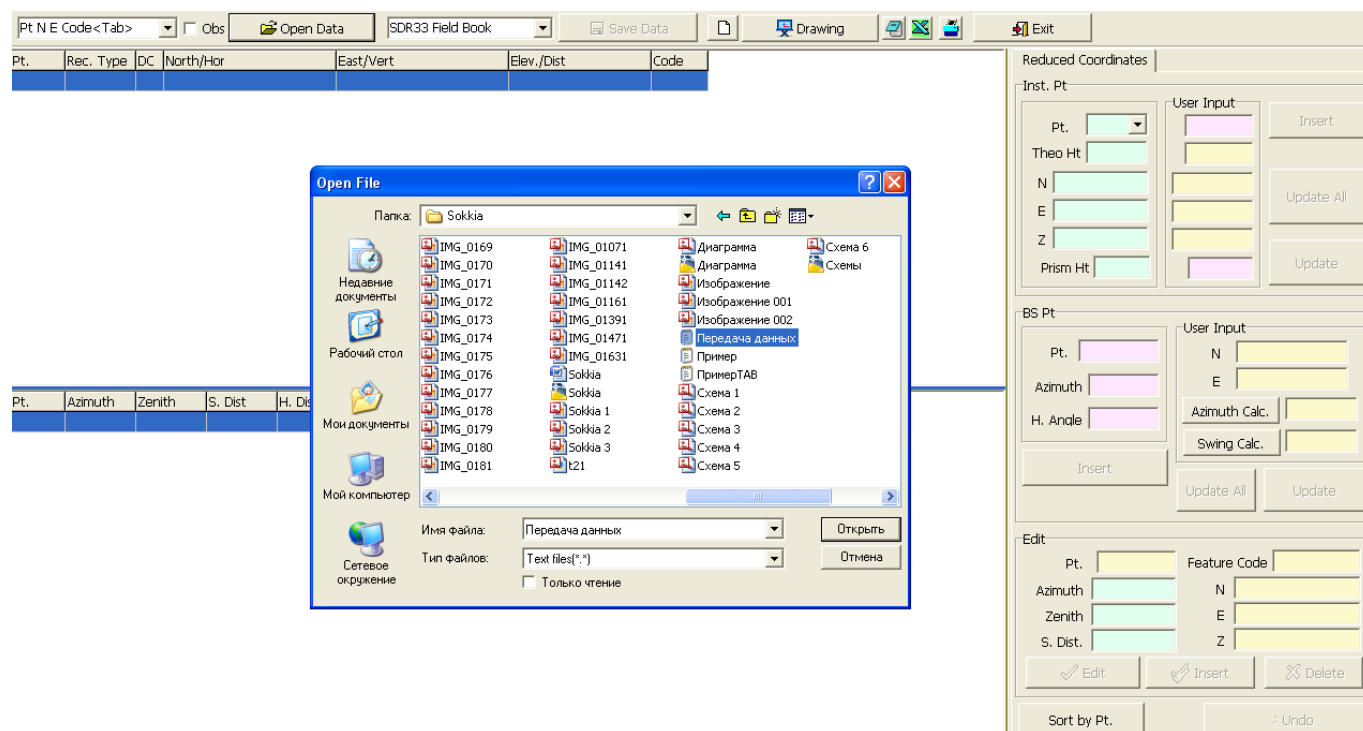 Pt N E Code<Tab> Obs Open Data SDR33 Field Book Save Data Drawing Exit
Pt. Rec. Type DC North/Hor East/Vert Elev./Dist Code
Reduced Coordinates
Inst. Pt
User Input
Pt. Insert
Theo Ht
N
E Update All
Z
Prism Ht Update
BS Pt
User Input
Pt. N
Azimuth E
H. Angle Azimuth Calc.
Swing Calc.
Insert
Update All Update
Edit
Pt. Feature Code
Azimuth N
Zenith E
S. Dist. Z
Edit Insert Delete
Sort by Pt. Undo
Pt. Azimuth Zenith S. Dist
Open File
Папка: Sokkia
Недавние документы
Рабочий стол
Мои документы
Мой компьютер
Сетевое окружение
IMG_0169 IMG_01071 Диаграмма Схема 6
IMG_0170 IMG_01141 Диаграмма Схемы
IMG_0171 IMG_01142 Изображение
IMG_0172 IMG_01161 Изображение 001
IMG_0173 IMG_01391 Изображение 002
IMG_0174 IMG_01471 Передача данных
IMG_0175 IMG_01631 Пример
IMG_0176 Sokkia ПримерTAB
IMG_0177 Sokkia Схема 1
IMG_0178 Sokkia 1 Схема 2
IMG_0179 Sokkia 2 Схема 3
IMG_0180 Sokkia 3 Схема 4
IMG_0181 t21 Схема 5
Имя файла: Передача данных Открыть
Тип файлов: Text files(*.*) Отмена
Только чтение